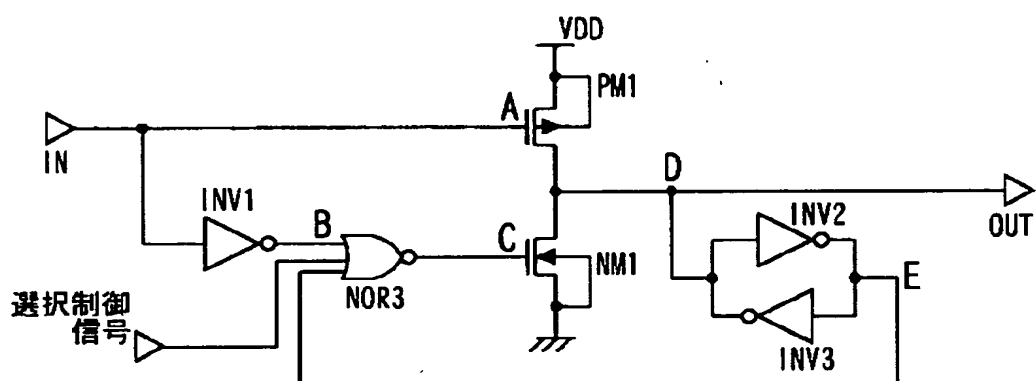 VDD
PM1
A
IN
INV1
B
D
OUT
INV2
C
NM1
E
NOR3
選択制御
信号
INV3